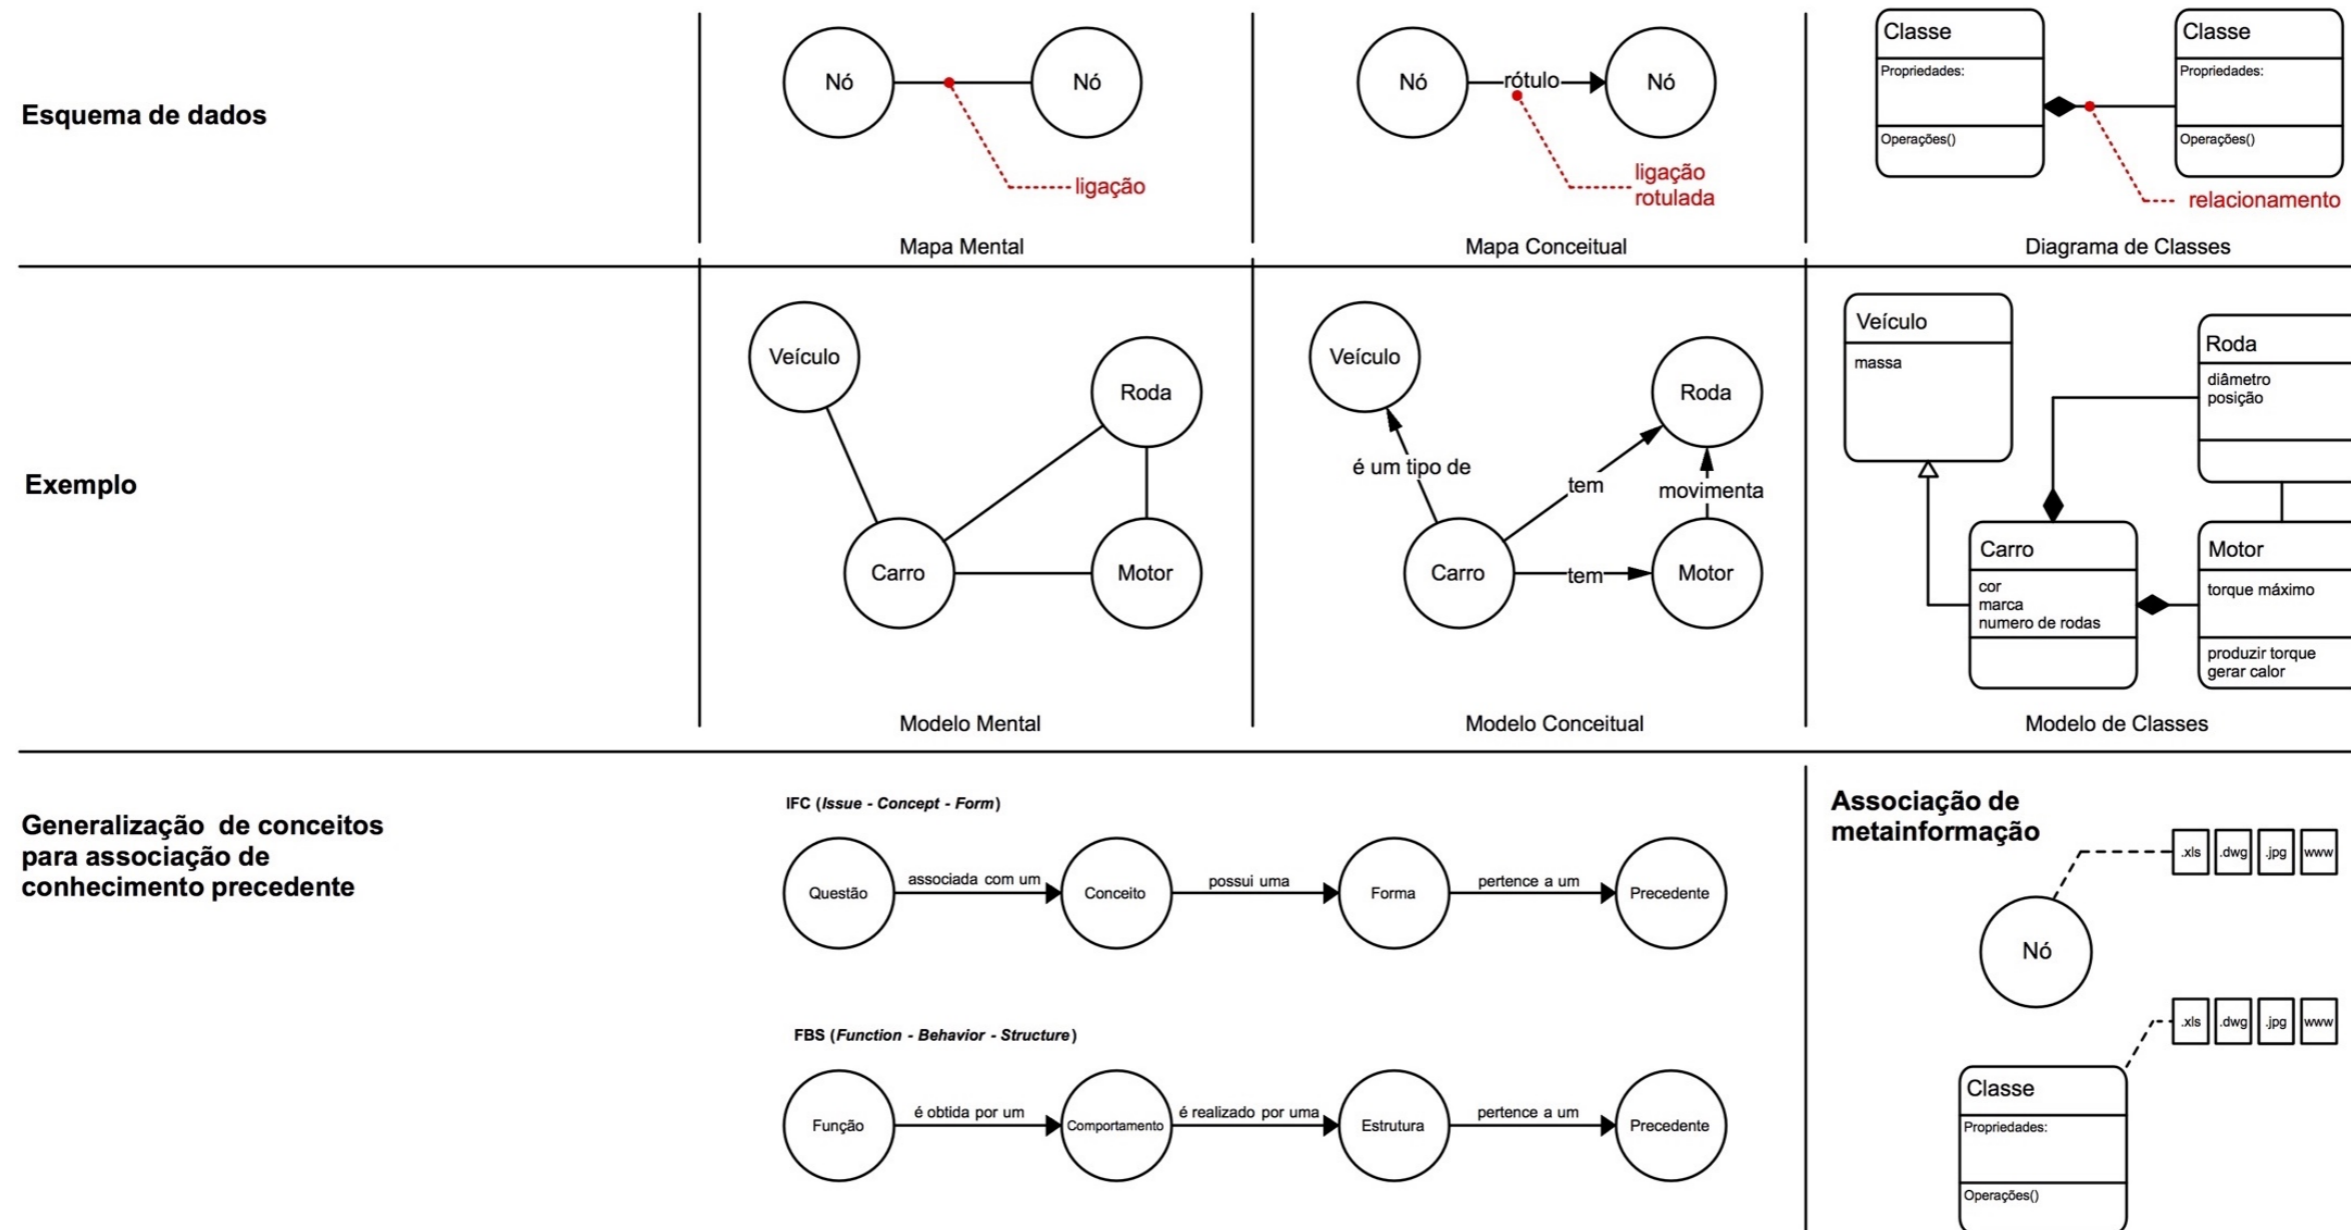 Esquema de dados
Nó
Nó
ligação
Mapa Mental
Nó
rótulo
Nó
ligação
rotulada
Mapa Conceitual
Classe
Propriedades:
Operações()
Classe
Propriedades:
Operações()
relacionamento
Diagrama de Classes
Exemplo
Veículo
Roda
Carro
Motor
Modelo Mental
Veículo
Roda
é um tipo de
tem
movimenta
Carro
tem
Motor
Modelo Conceitual
Veículo
massa
Roda
diâmetro
posição
Carro
cor
marca
numero de rodas
Motor
torque máximo
produzir torque
gerar calor
Modelo de Classes
Generalização de conceitos
para associação de
conhecimento precedente
IFC (Issue - Concept - Form)
Questão
associada com um
Conceito
possui uma
Forma
pertence a um
Precedente
FBS (Function - Behavior - Structure)
Função
é obtida por um
Comportamento
é realizado por uma
Estrutura
pertence a um
Precedente
Associação de
metainformação
.xls .dwg .jpg www
Nó
.xls .dwg .jpg www
Classe
Propriedades:
Operações()